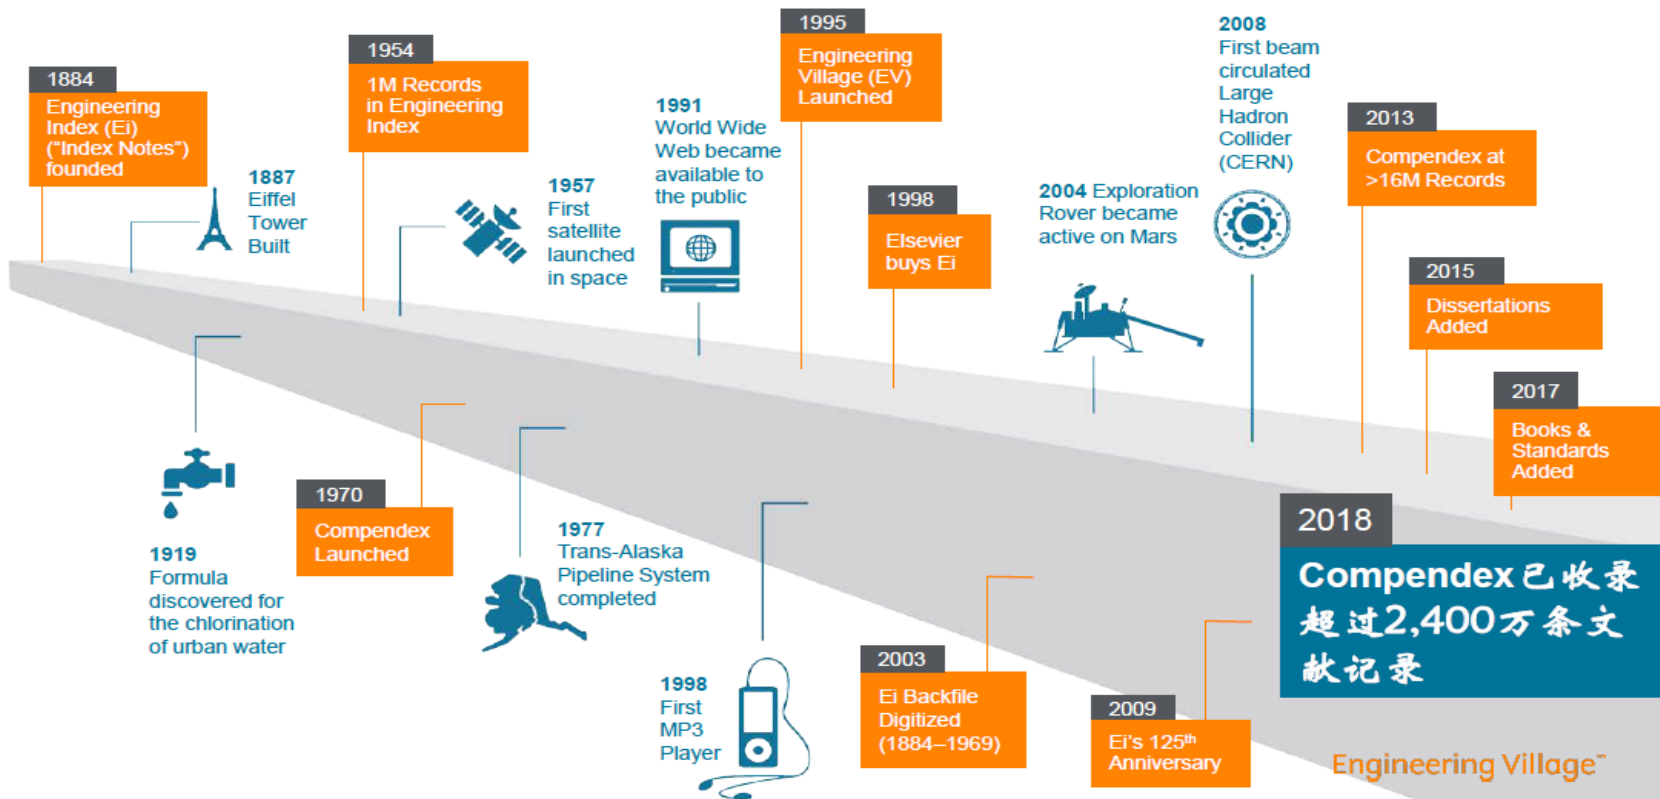 1884
Engineering
Index (Ei)
(“Index Notes”)
founded
1887
Eiffel
Tower
Built
1919
Formula
discovered for
the chlorination
of urban water
1954
1M Records
in Engineering
Index
1957
First
satellite
launched
in space
1970
Compendex
Launched
1977
Trans-Alaska
Pipeline System
completed
1991
World Wide
Web became
available to
the public
1995
Engineering
Village (EV)
Launched
1998
Elsevier
buys Ei
1998
First
MP3
Player
2003
Ei Backfile
Digitized
(1884–1969)
2004 Exploration
Rover became
active on Mars
2008
First beam
circulated
Large
Hadron
Collider
(CERN)
2009
Ei’s 125th
Anniversary
2013
Compendex at
>16M Records
2015
Dissertations
Added
2017
Books &
Standards
Added
2018
Compendex已收录
超过2,400万条文
献记录
Engineering Village™